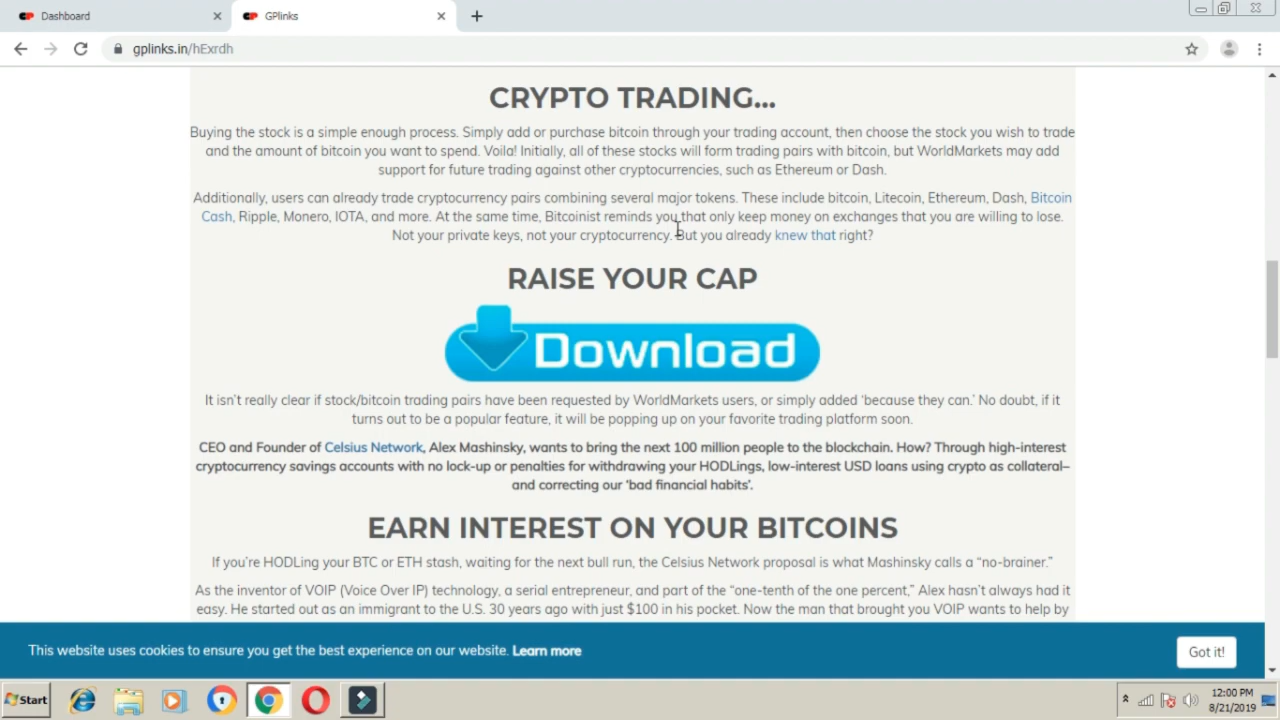 Dashboard
GPlinks
gplinks.in/hExrdh
CRYPTO TRADING...
Buying the stock is a simple enough process. Simply add or purchase bitcoin through your trading account, then choose the stock you wish to trade
and the amount of bitcoin you want to spend. Voila! Initially, all of these stocks will form trading pairs with bitcoin, but WorldMarkets may add
support for future trading against other cryptocurrencies, such as Ethereum or Dash.
Additionally, users can already trade cryptocurrency pairs combining several major tokens. These include bitcoin, Litecoin, Ethereum, Dash, Bitcoin
Cash, Ripple, Monero, IOTA, and more. At the same time, Bitcoinist reminds you that only keep money on exchanges that you are willing to lose.
Not your private keys, not your cryptocurrency. But you already knew that right?
RAISE YOUR CAP
Download
It isn't really clear if stock/bitcoin trading pairs have been requested by WorldMarkets users, or simply added ‘because they can.’ No doubt, if it
turns out to be a popular feature, it will be popping up on your favorite trading platform soon.
CEO and Founder of Celsius Network, Alex Mashinsky, wants to bring the next 100 million people to the blockchain. How? Through high-interest
cryptocurrency savings accounts with no lock-up or penalties for withdrawing your HODLings, low-interest USD loans using crypto as collateral–
and correcting our ‘bad financial habits’.
EARN INTEREST ON YOUR BITCOINS
If you're HODLing your BTC or ETH stash, waiting for the next bull run, the Celsius Network proposal is what Mashinsky calls a “no-brainer.”
As the inventor of VOIP (Voice Over IP) technology, a serial entrepreneur, and part of the “one-tenth of the one percent,” Alex hasn't always had it
easy. He started out as an immigrant to the U.S. 30 years ago with just $100 in his pocket. Now the man that brought you VOIP wants to help by
This website uses cookies to ensure you get the best experience on our website. Learn more
Got it!
Start
12:00 PM
8/21/2019